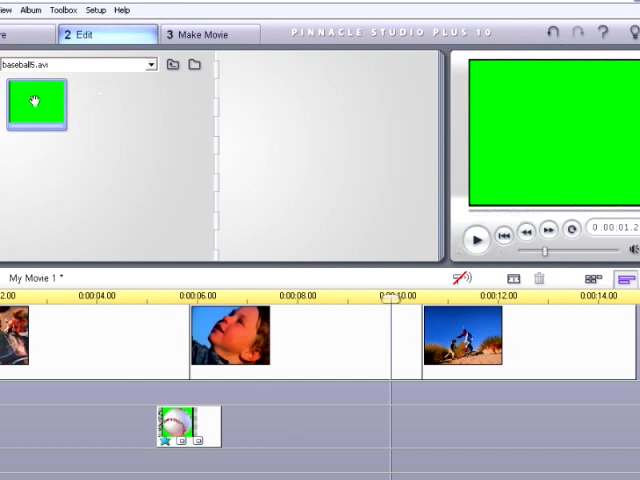 iew Album Toolbox Setup Help
re 2 Edit 3 Make Movie PINNACLE STUDIO PLUS 10
baseball5.avi
0:00:01.2
My Movie 1 *
2.00 0:00:04.00 0:00:06.00 0:00:08.00 0:00:10.00 0:00:12.00 0:00:14.00